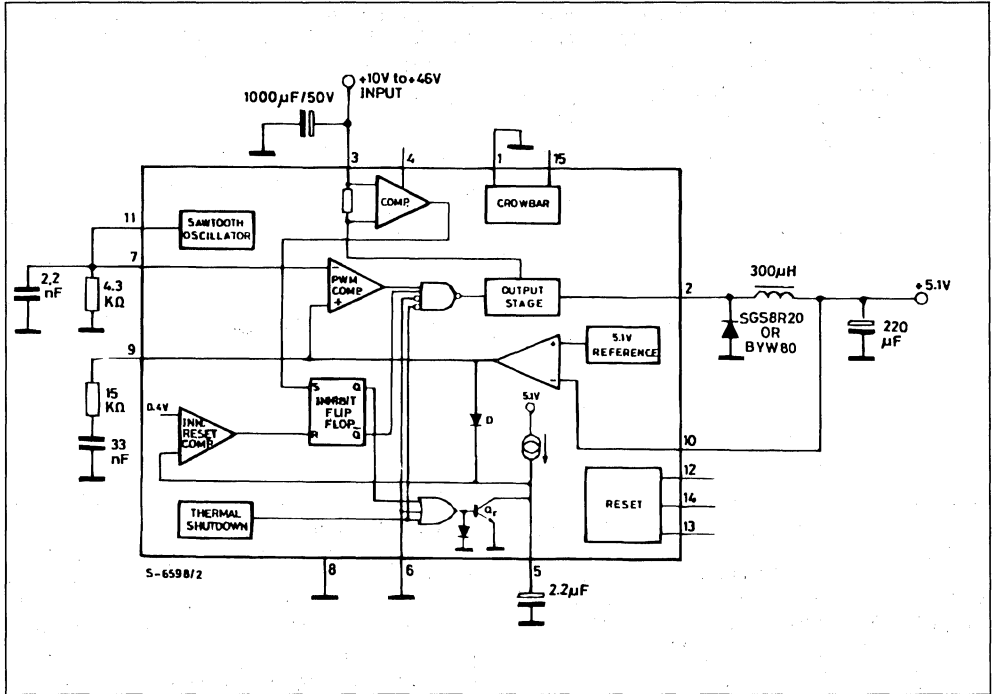 +10V to +46V
INPUT
1000µF/50V
3
4
1
15
COMP.
CROWBAR
11
SAWTOOTH
OSCILLATOR
7
2,2
nF
4.3
KΩ
−
PWM
COMP.
+
OUTPUT
STAGE
2
300µH
+5.1V
SGS8R20
OR
BYW80
220
µF
9
5.1V
REFERENCE
+
−
15
KΩ
33
nF
0.4V
INH.
RESET
COMP.
S
Q
INHIBIT
FLIP
FLOP
R
Q̅
D
5.1V
10
12
14
13
RESET
THERMAL
SHUTDOWN
Qr
S-6598/2
8
6
5
2.2µF